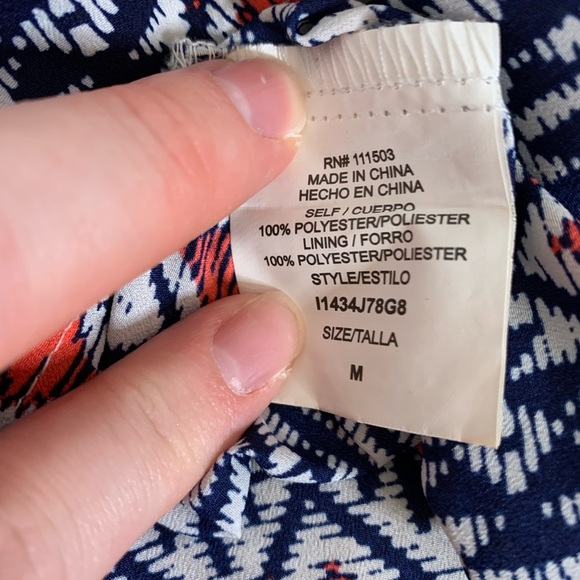 RN# 111503
MADE IN CHINA
HECHO EN CHINA
SELF / CUERPO
100% POLYESTER/POLIESTER
LINING / FORRO
100% POLYESTER/POLIESTER
STYLE/ESTILO
I1434J78G8
SIZE/TALLA
M